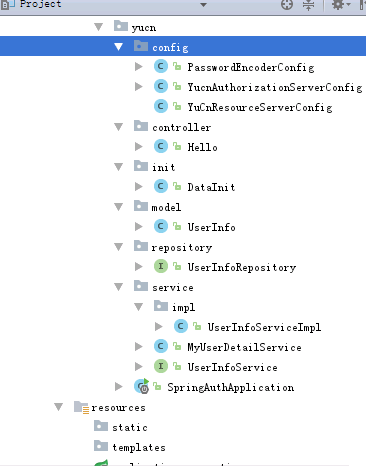 Project
yucn
config
PasswordEncoderConfig
YucnAuthorizationServerConfig
YuCnResourceServerConfig
controller
Hello
init
DataInit
model
UserInfo
repository
UserInfoRepository
service
impl
UserInfoServiceImpl
MyUserDetailService
UserInfoService
SpringAuthApplication
resources
static
templates